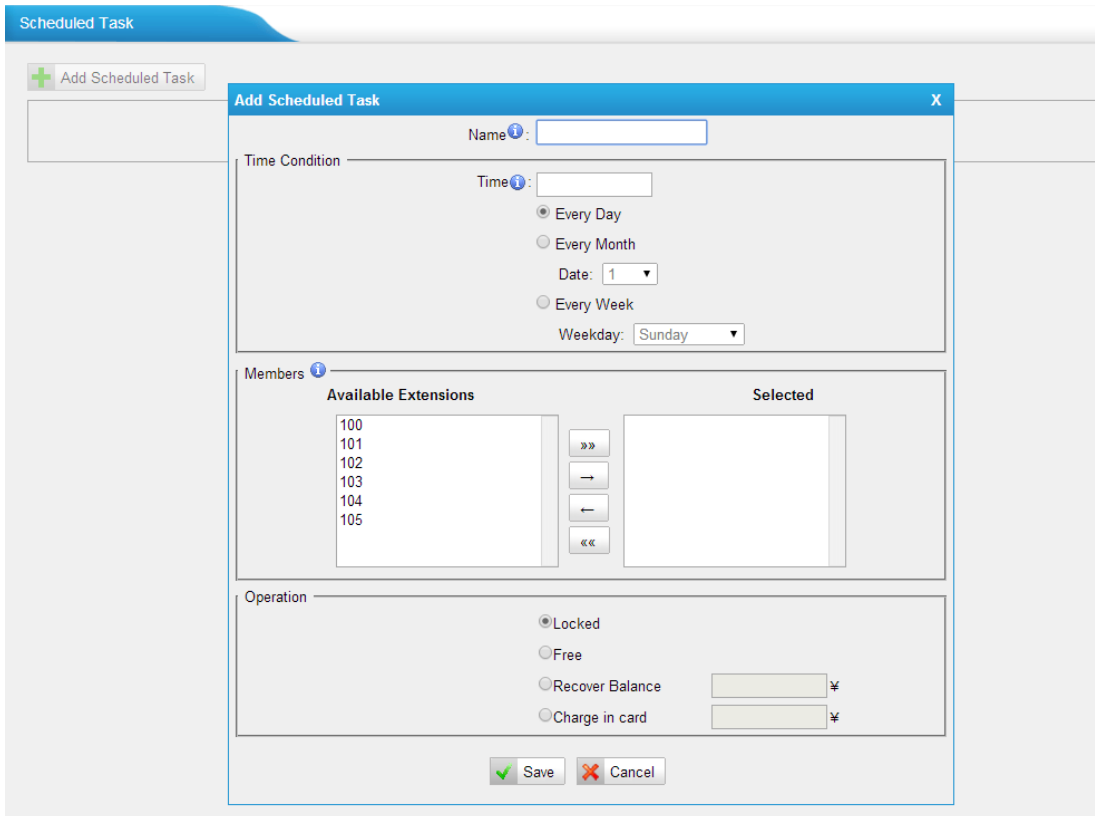 Scheduled Task
Add Scheduled Task
Add Scheduled Task X
Name :
Time Condition
Time :
Every Day
Every Month
Date: 1
Every Week
Weekday: Sunday
Members
Available Extensions Selected
100
101
102
103
104
105
»»
→
←
««
Operation
Locked
Free
Recover Balance ¥
Charge in card ¥
Save Cancel